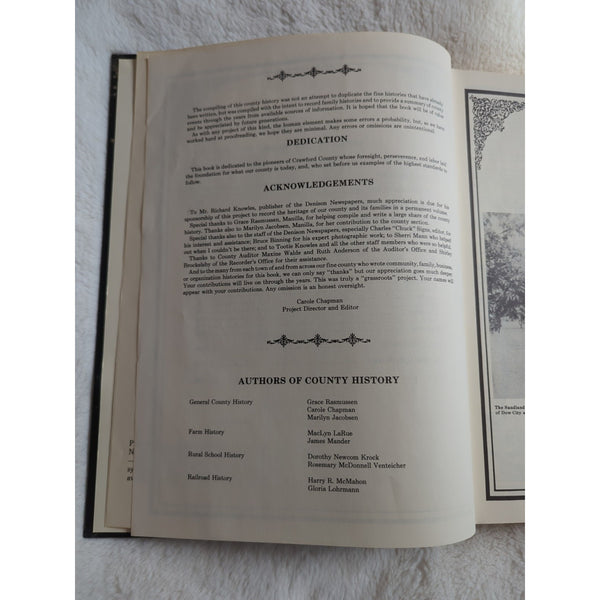 The compiling of this county history was not an attempt to duplicate the fine histories that have already
been written, but was compiled with the intent to record family histories and to provide a summary of county
events through the years from available sources of information. It is hoped that the book will be of value
and be appreciated by future generations.
As with any project of this kind, the human element makes some errors a probability, but, as we have
worked hard at proofreading, we hope they are minimal. Any errors or omissions are unintentional.
DEDICATION
This book is dedicated to the pioneers of Crawford County whose foresight, perseverence, and labor laid
the foundation for what our county is today, and, who set before us examples of the highest standards to
follow.
ACKNOWLEDGEMENTS
To Mr. Richard Knowles, publisher of the Denison Newspapers, much appreciation is due for his
sponsorship of this project to record the heritage of our county and its families in a permanent volume.
Special thanks to Grace Rasmussen, Manilla, for helping compile and write a large share of the county
history. Thanks also to Marilyn Jacobsen, Manilla, for her contribution to the county section.
Special thanks also to the staff of the Denison Newspapers, especially Charles "Chuck" Signs, editor, for
his interest and assistance; Bruce Binning for his expert photographic work; to Sherri Mann who helped
out when I couldn't be there; and to Tootie Knowles and all the other staff members who were so helpful.
Thanks to County Auditor Maxine Walde and Ruth Anderson of the Auditor's Office and Shirley
Brocksheby of the Recorder's Office for their assistance.
And to the many from each town of and from across our fine county who wrote community, family, business,
or organization histories for this book, we can only say "thanks" but our appreciation goes much deeper.
Your contributions will live on through the years. This was truly a "grassroots" project. Your names will
appear with your contributions. Any omission is an honest oversight.
Carole Chapman
Project Director and Editor
AUTHORS OF COUNTY HISTORY
General County History Grace Rasmussen
Carole Chapman
Marilyn Jacobsen
Farm History MacLyn LaRue
James Mander
Rural School History Dorothy Newcom Krock
Rosemary McDonnell Venteicher
Railroad History Harry R. McMahon
Gloria Lohrmann
P
N
sy
av
The Sandland
of Dow City a